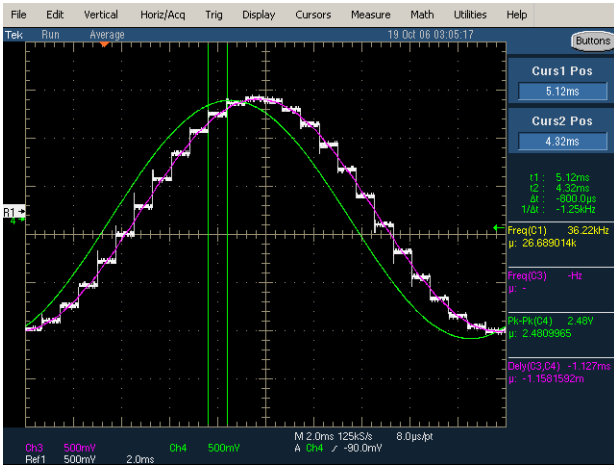 File Edit Vertical Horiz/Acq Trig Display Cursors Measure Math Utilities Help
Tek Run Average 19 Oct 06 03:05:17 Buttons
Curs1 Pos
5.12ms
Curs2 Pos
4.32ms
t1 : 5.12ms
t2 : 4.32ms
Δt : -800.0µs
1/Δt : -1.25kHz
R1
4
Freq(C1) 36.22kHz
µ: 26.689014k
Freq(C3) -Hz
µ: -
Pk-Pk(C4) 2.48V
µ: 2.4809965
Dely(C3,C4) -1.127ms
µ: -1.1581592m
M 2.0ms 125kS/s 8.0µs/pt
Ch3 500mV Ch4 500mV A Ch4 ∕ -90.0mV
Ref1 500mV 2.0ms